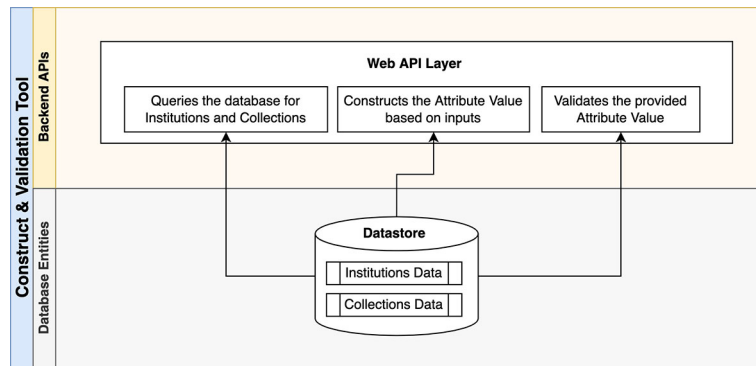 Construct & Validation Tool
Backend APIs
Web API Layer
Queries the database for
Institutions and Collections
Constructs the Attribute Value
based on inputs
Validates the provided
Attribute Value
Database Entities
Datastore
Institutions Data
Collections Data